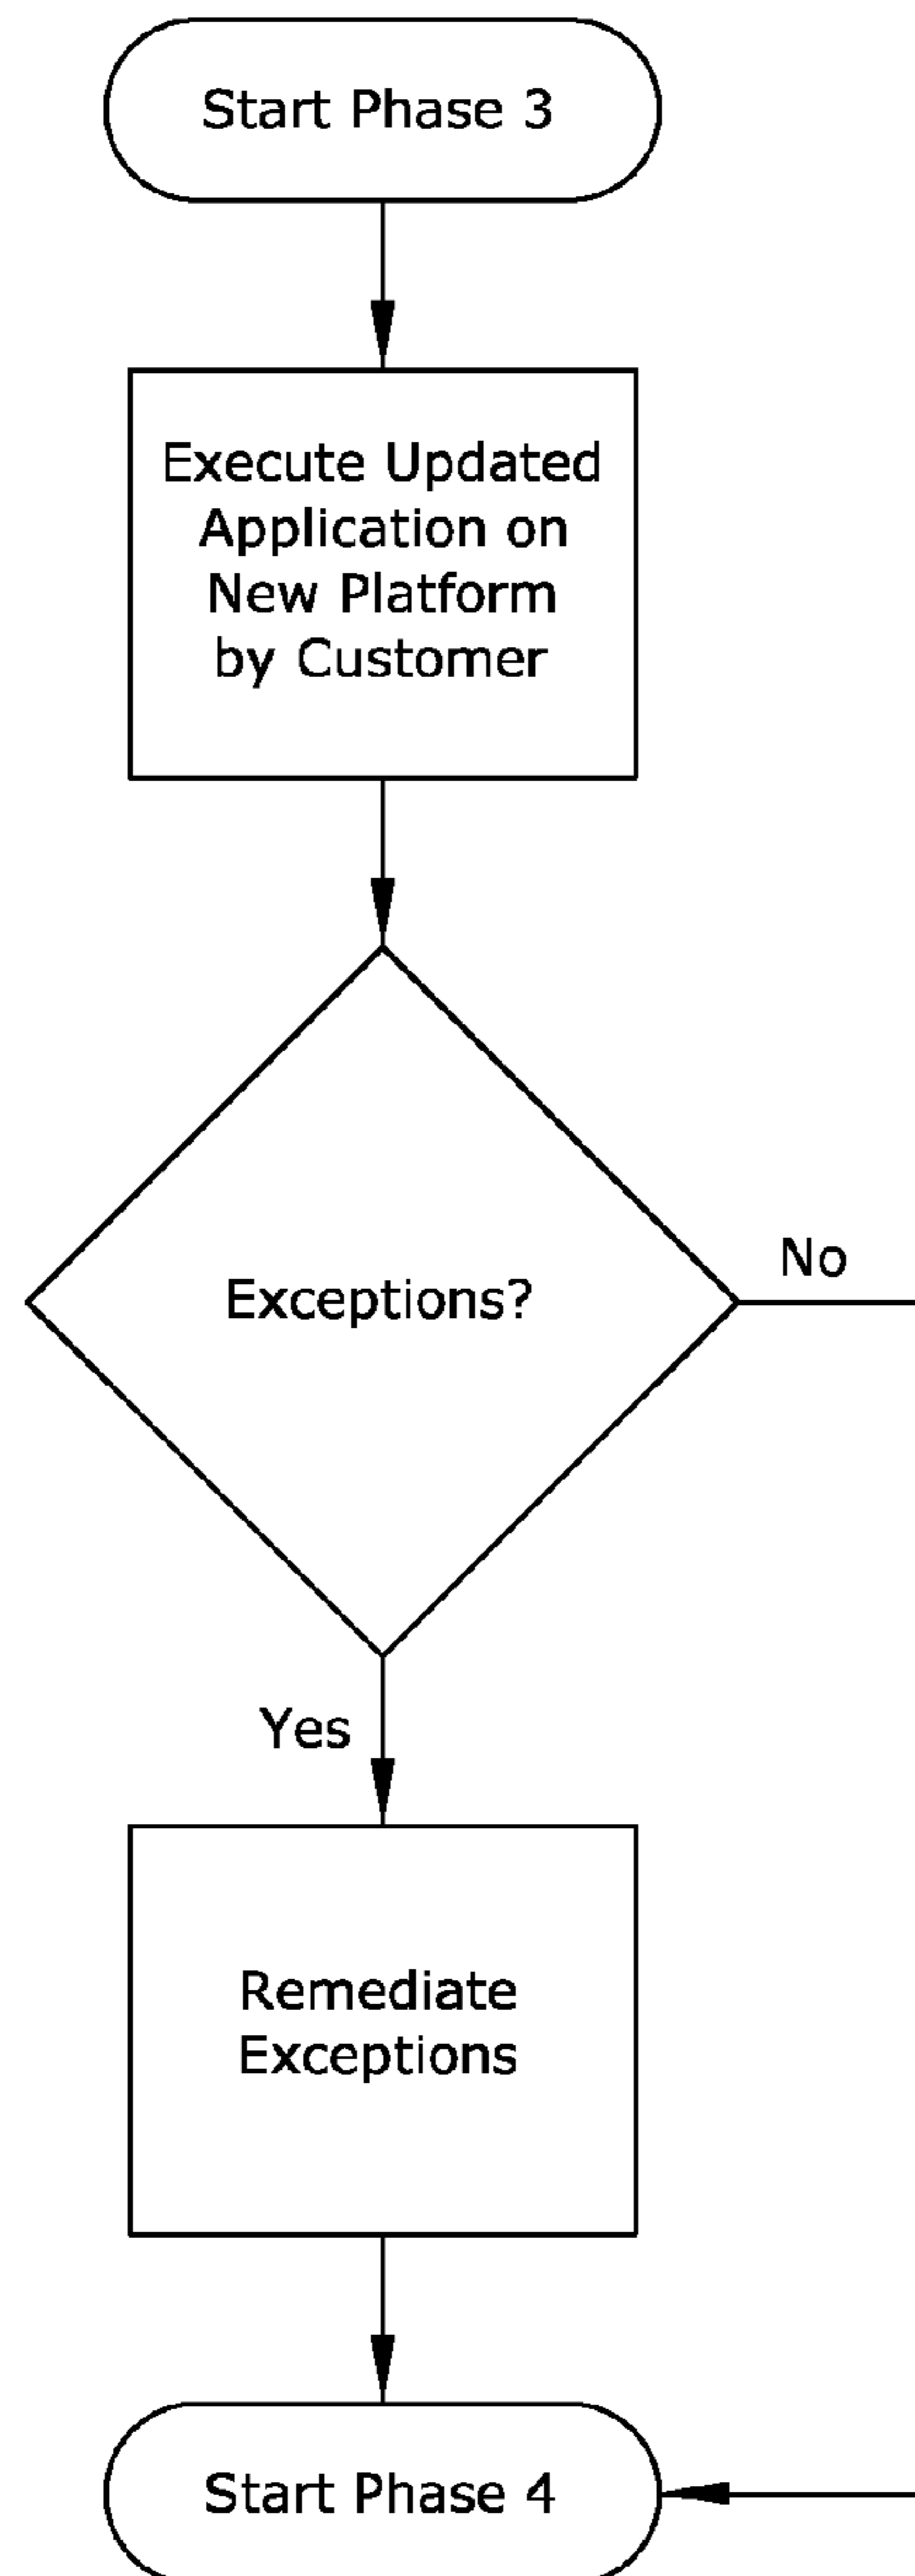 Start Phase 3
Execute Updated
Application on
New Platform
by Customer
Exceptions?
No
Yes
Remediate
Exceptions
Start Phase 4